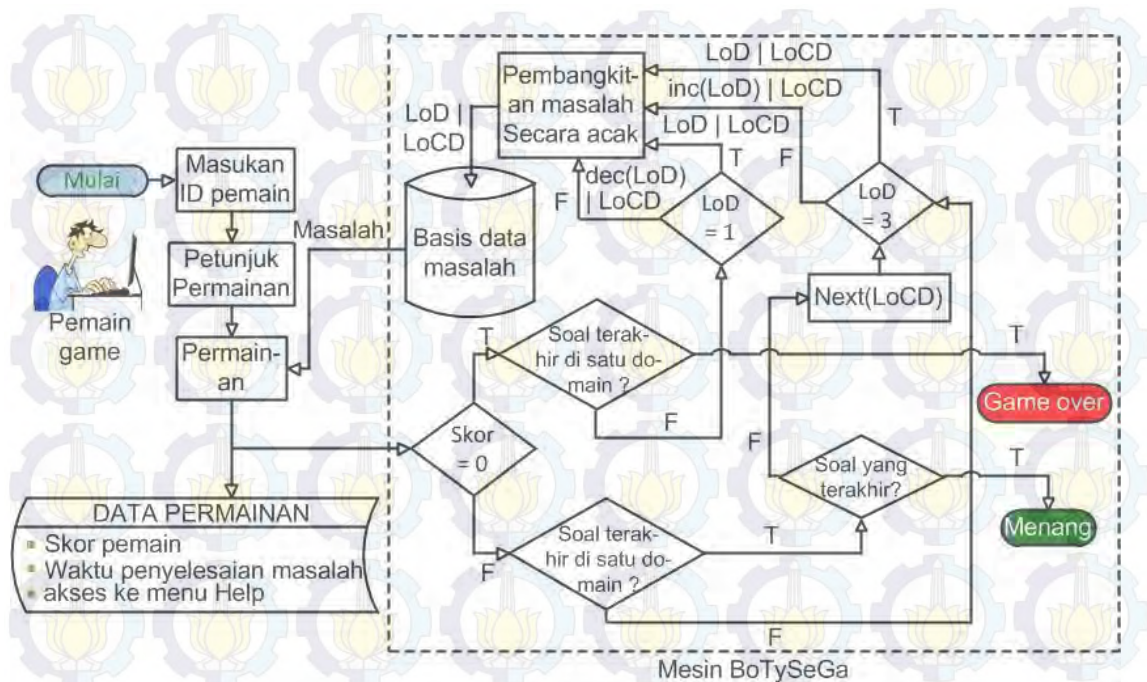 Mulai
Pemain
game
Masukan
ID pemain
Petunjuk
Permainan
Permain-
an
DATA PERMAINAN
Skor pemain
Waktu penyelesaian masalah
akses ke menu Help
Masalah
LoD |
LoCD
Basis data
masalah
Pembangkit-
an masalah
Secara acak
LoD | LoCD
inc(LoD) | LoCD
LoD | LoCD
T
T
F
F
dec(LoD)
| LoCD
LoD
= 1
LoD
= 3
Next(LoCD)
Skor
= 0
T
F
Soal terak-
hir di satu do-
main ?
T
F
Game over
Soal yang
terakhir?
F
T
Menang
Soal terak-
hir di satu do-
main ?
T
F
Mesin BoTySeGa